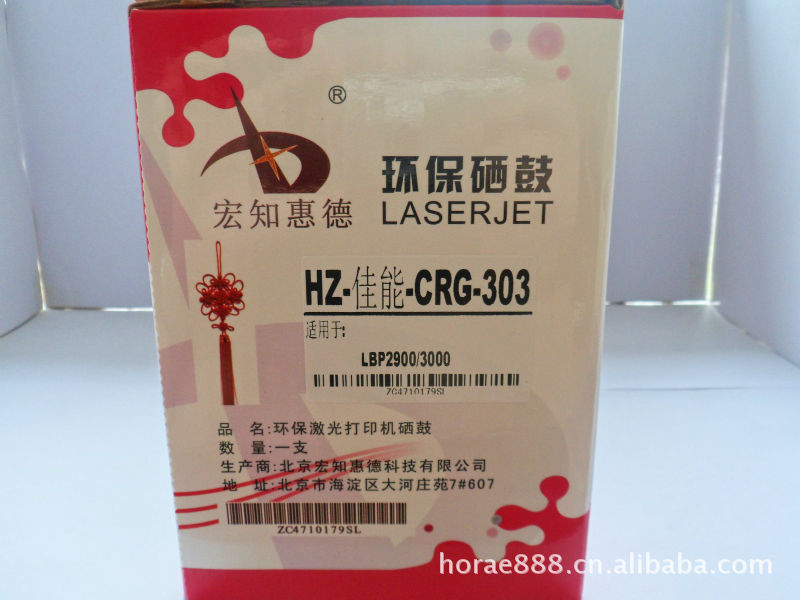 ®
环保硒鼓
宏知惠德
LASERJET
HZ-佳能-CRG-303
适用于:
LBP2900/3000
ZC4710179SL
品 名:环保激光打印机硒鼓
数 量:一支
生产商:北京宏知惠德科技有限公司
地 址:北京市海淀区大河庄苑7#607
ZC4710179SL
horae888.cn.alibaba.com